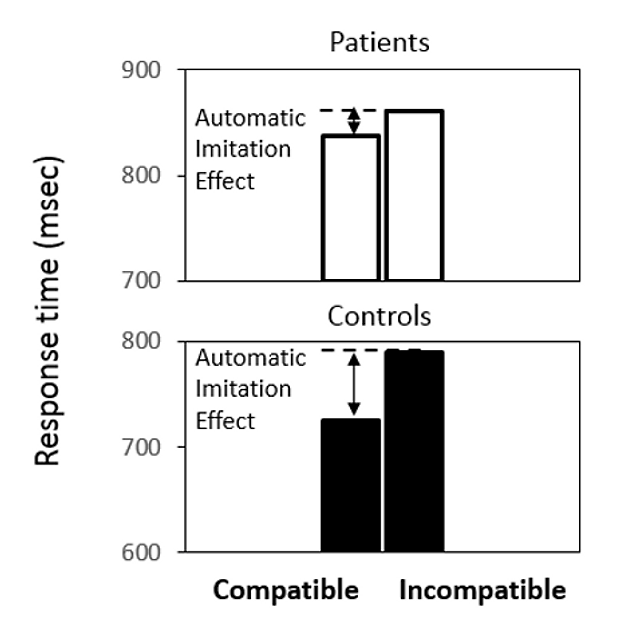 Patients
900
Automatic
Imitation
Effect
800
700
Response time (msec)
Controls
800
Automatic
Imitation
Effect
700
600
Compatible Incompatible